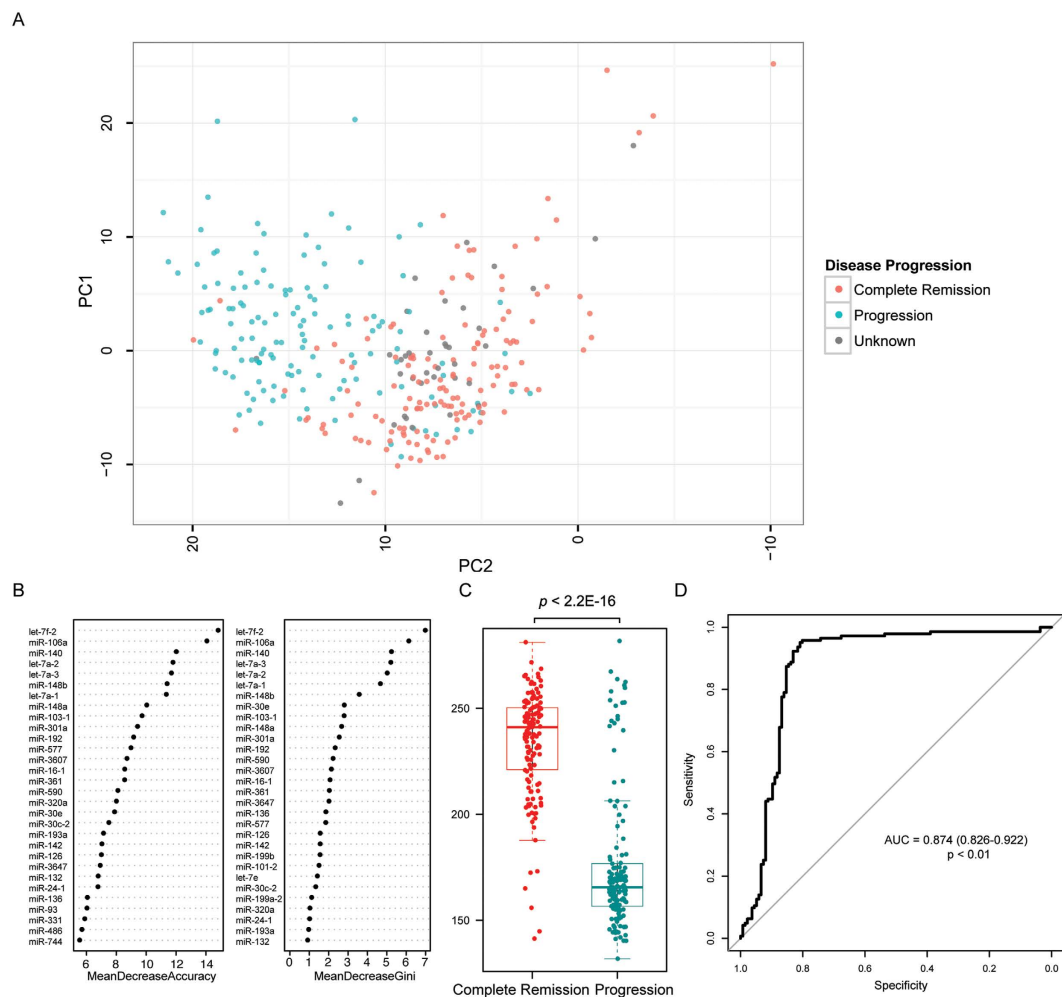 A
PC1
20
10
0
−10
20
10
0
−10
PC2
Disease Progression
Complete Remission
Progression
Unknown
B
let-7f-2
miR-106a
miR-140
let-7a-2
let-7a-3
miR-148b
let-7a-1
miR-148a
miR-103-1
miR-301a
miR-192
miR-577
miR-3607
miR-16-1
miR-361
miR-590
miR-320a
miR-30e
miR-30c-2
miR-193a
miR-142
miR-126
miR-3647
miR-132
miR-24-1
miR-136
miR-93
miR-331
miR-486
miR-744
6 8 10 12 14
MeanDecreaseAccuracy
let-7f-2
miR-106a
miR-140
let-7a-3
let-7a-2
let-7a-1
miR-148b
miR-30e
miR-103-1
miR-148a
miR-301a
miR-192
miR-590
miR-3607
miR-16-1
miR-361
miR-3647
miR-136
miR-577
miR-126
miR-142
miR-199b
miR-101-2
let-7e
miR-30c-2
miR-199a-2
miR-320a
miR-24-1
miR-193a
miR-132
0 1 2 3 4 5 6 7
MeanDecreaseGini
C
p < 2.2E-16
250
200
150
Complete Remission Progression
D
Sensitivity
1.0
0.8
0.6
0.4
0.2
0.0
AUC = 0.874 (0.826-0.922)
p < 0.01
1.0 0.8 0.6 0.4 0.2 0.0
Specificity